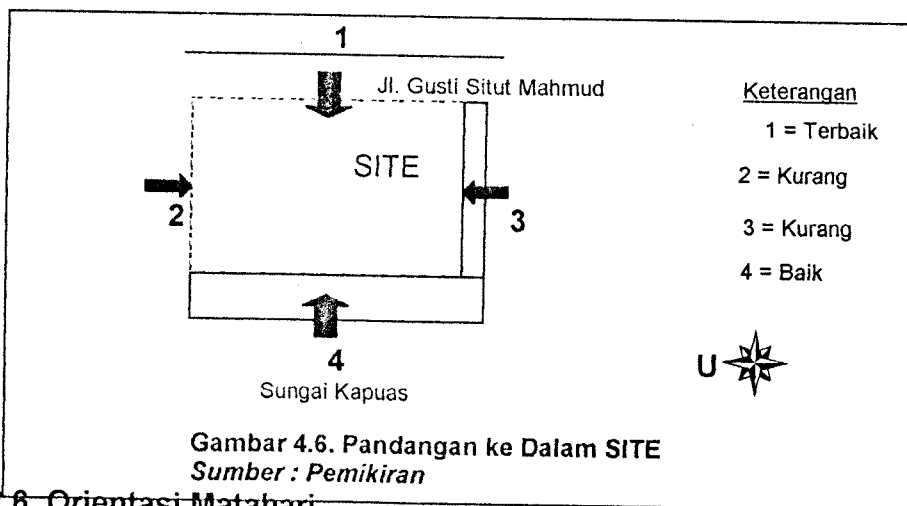 1
Jl. Gusti Situt Mahmud
Keterangan
1 = Terbaik
SITE
2 = Kurang
2
3
3 = Kurang
4 = Baik
4
U
Sungai Kapuas
Gambar 4.6. Pandangan ke Dalam SITE
Sumber : Pemikiran
6. Orientasi Matahari